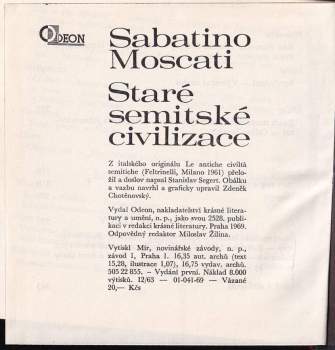 ODEON
Sabatino
Moscati
Staré
semitské
civilizace
Z italského originálu Le antiche civiltà
semitiche (Feltrinelli, Milano 1961) přelo-
žil a doslov napsal Stanislav Segert. Obálku
a vazbu navrhl a graficky upravil Zdeněk
Chotěnovský.
Vydal Odeon, nakladatelství krásné litera-
tury a umění, n. p., jako svou 2528. publi-
kaci v redakci krásné literatury. Praha 1969.
Odpovědný redaktor Miloslav Žilina.
Vytiskl Mír, novinářské závody, n. p.,
závod 1, Praha 1. 16,35 aut. archů (text
15,28, ilustrace 1,07), 16,75 vydav. archů.
505 22 855. – Vydání první. Náklad 8.000
výtisků. 12/63 — 01-041-69 — Vázané
20,— Kčs